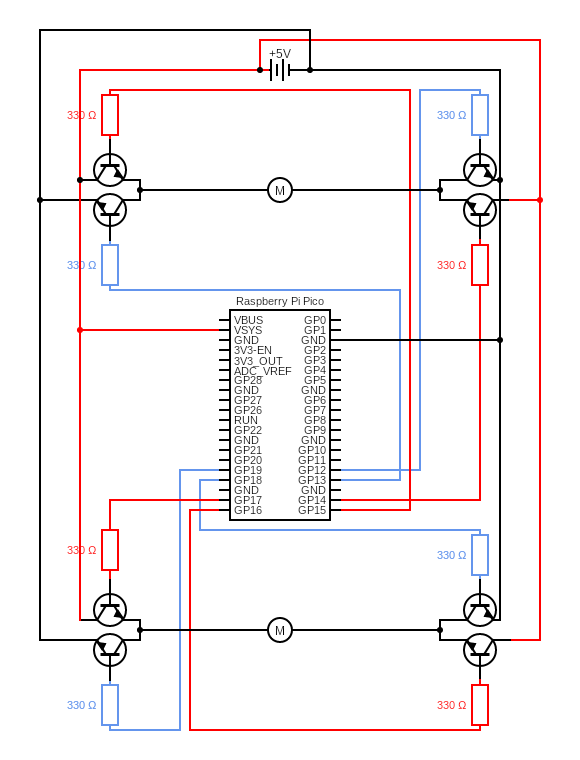 +5V
330 Ω
330 Ω
M
330 Ω
330 Ω
Raspberry Pi Pico
VBUS GP0
VSYS GP1
GND GND
3V3-EN GP2
3V3_OUT GP3
ADC_VREF GP4
GP28 GP5
GND GND
GP27 GP6
GP26 GP7
RUN GP8
GP22 GP9
GND GP10
GP21 GP11
GP20 GP12
GP19 GP13
GP18 GND
GND GP14
GP17 GP15
GP16
330 Ω
330 Ω
M
330 Ω
330 Ω